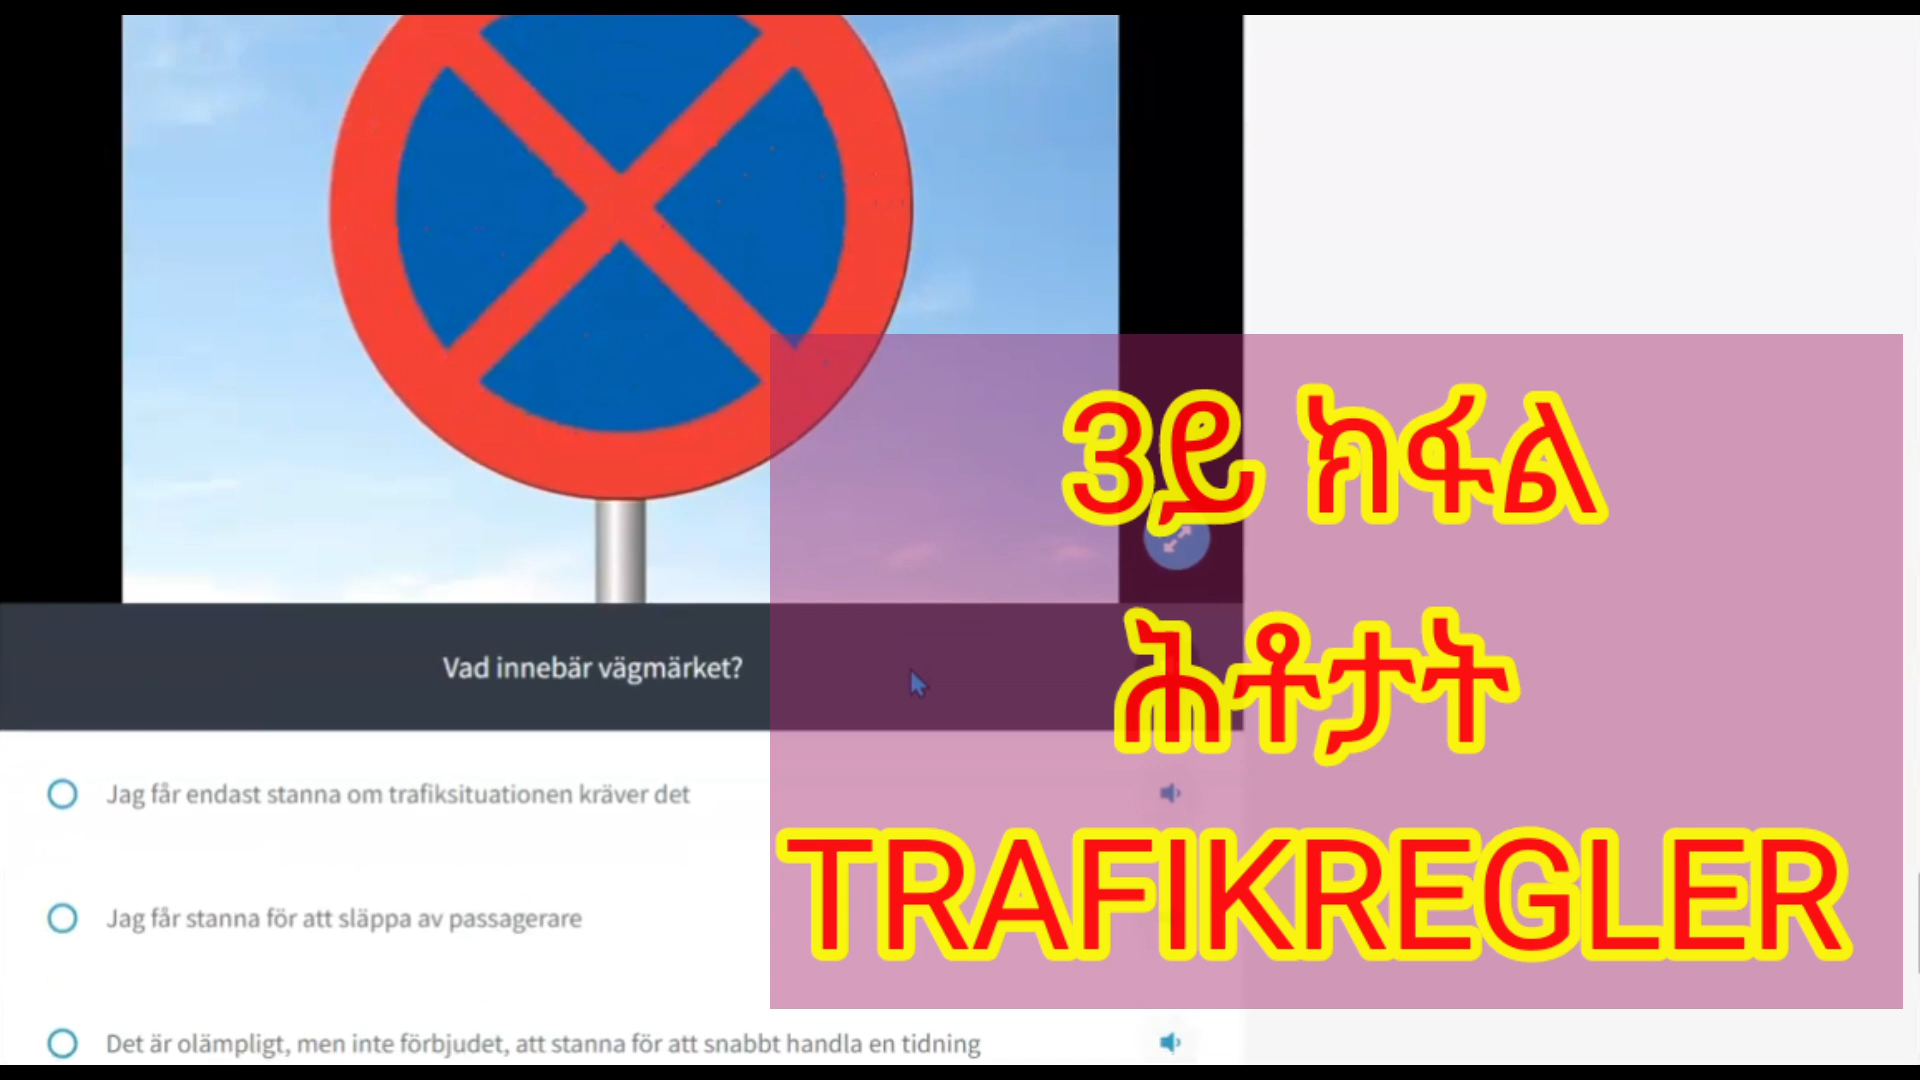 3ይ ክፋል
ሕቶታት
TRAFIKREGLER
Vad innebär vägmärket?
Jag får endast stanna om trafiksituationen kräver det
Jag får stanna för att släppa av passagerare
Det är olämpligt, men inte förbjudet, att stanna för att snabbt handla en tidning